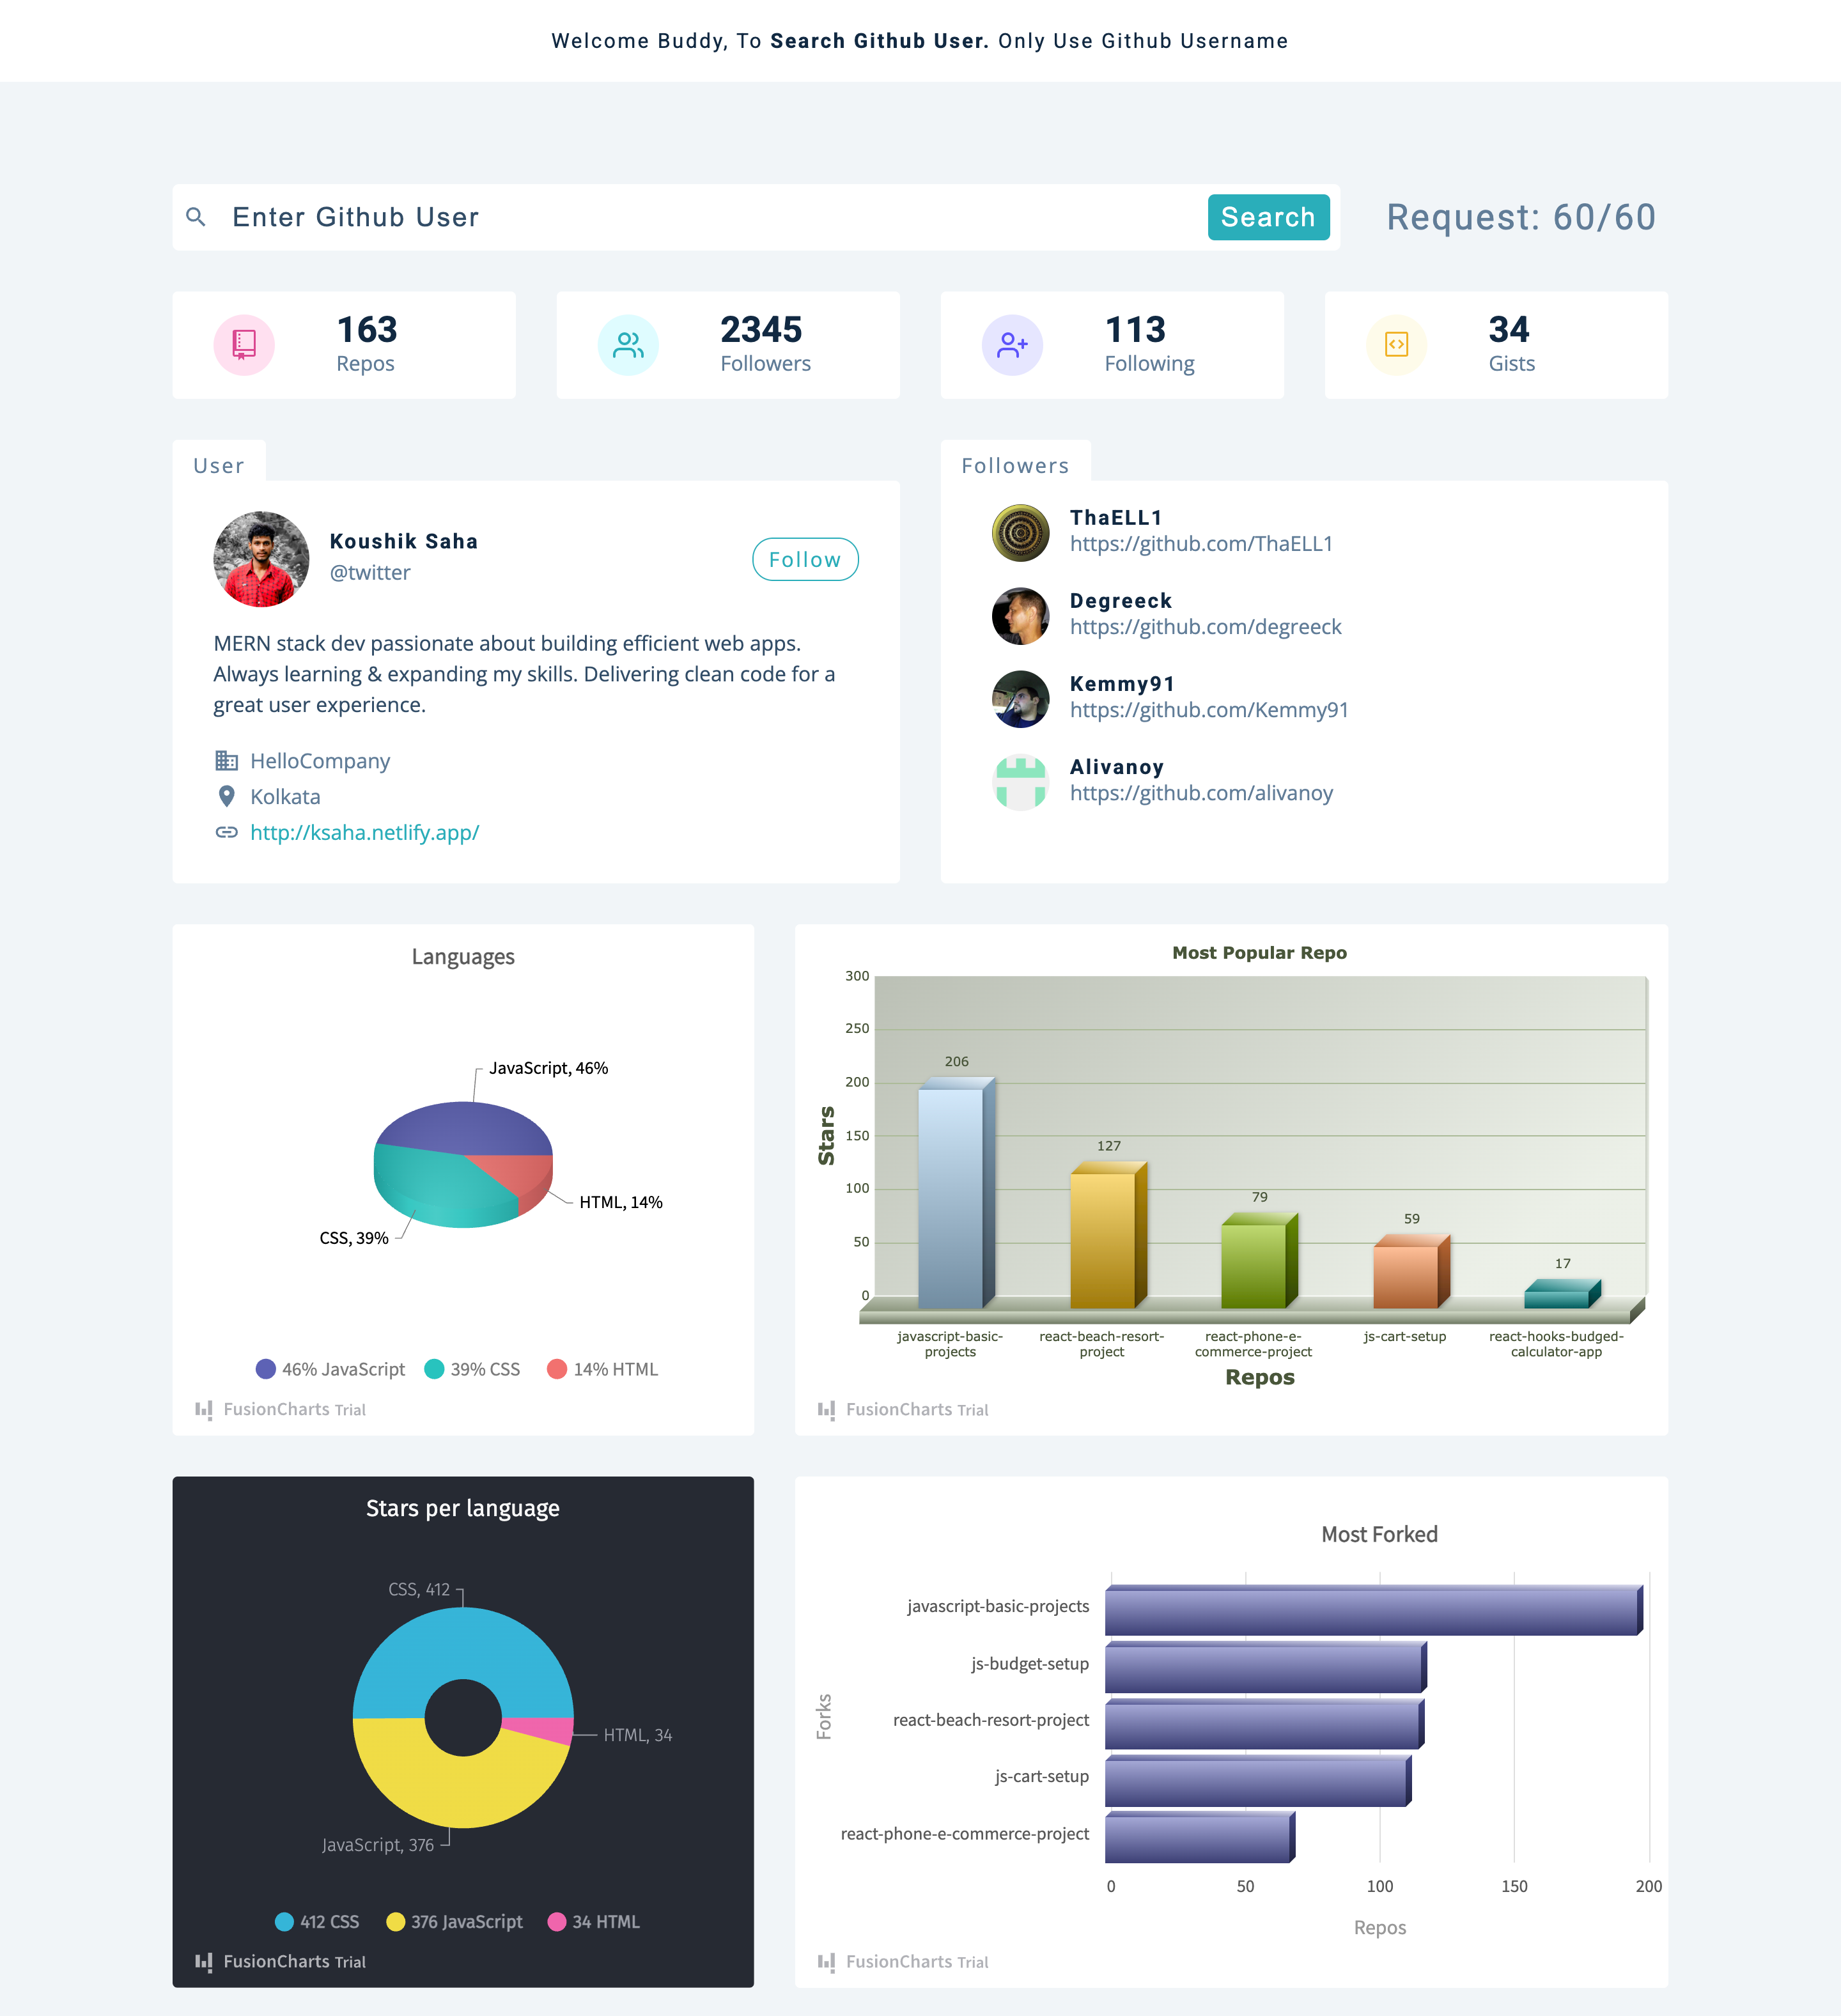 Welcome Buddy, To Search Github User. Only Use Github Username
Enter Github User
Search
Request: 60/60
163
Repos
2345
Followers
113
Following
34
Gists
User
Koushik Saha
@twitter
Follow
MERN stack dev passionate about building efficient web apps.
Always learning & expanding my skills. Delivering clean code for a
great user experience.
HelloCompany
Kolkata
http://ksaha.netlify.app/
Followers
ThaELL1
https://github.com/ThaELL1
Degreeck
https://github.com/degreeck
Kemmy91
https://github.com/Kemmy91
Alivanoy
https://github.com/alivanoy
Languages
JavaScript, 46%
HTML, 14%
CSS, 39%
46% JavaScript
39% CSS
14% HTML
FusionCharts Trial
Most Popular Repo
Stars
300
250
200
150
100
50
0
206
127
79
59
17
javascript-basic-
projects
react-beach-resort-
project
react-phone-e-
commerce-project
js-cart-setup
react-hooks-budged-
calculator-app
Repos
FusionCharts Trial
Stars per language
CSS, 412
HTML, 34
JavaScript, 376
412 CSS
376 JavaScript
34 HTML
FusionCharts Trial
Most Forked
Forks
javascript-basic-projects
js-budget-setup
react-beach-resort-project
js-cart-setup
react-phone-e-commerce-project
0
50
100
150
200
Repos
FusionCharts Trial